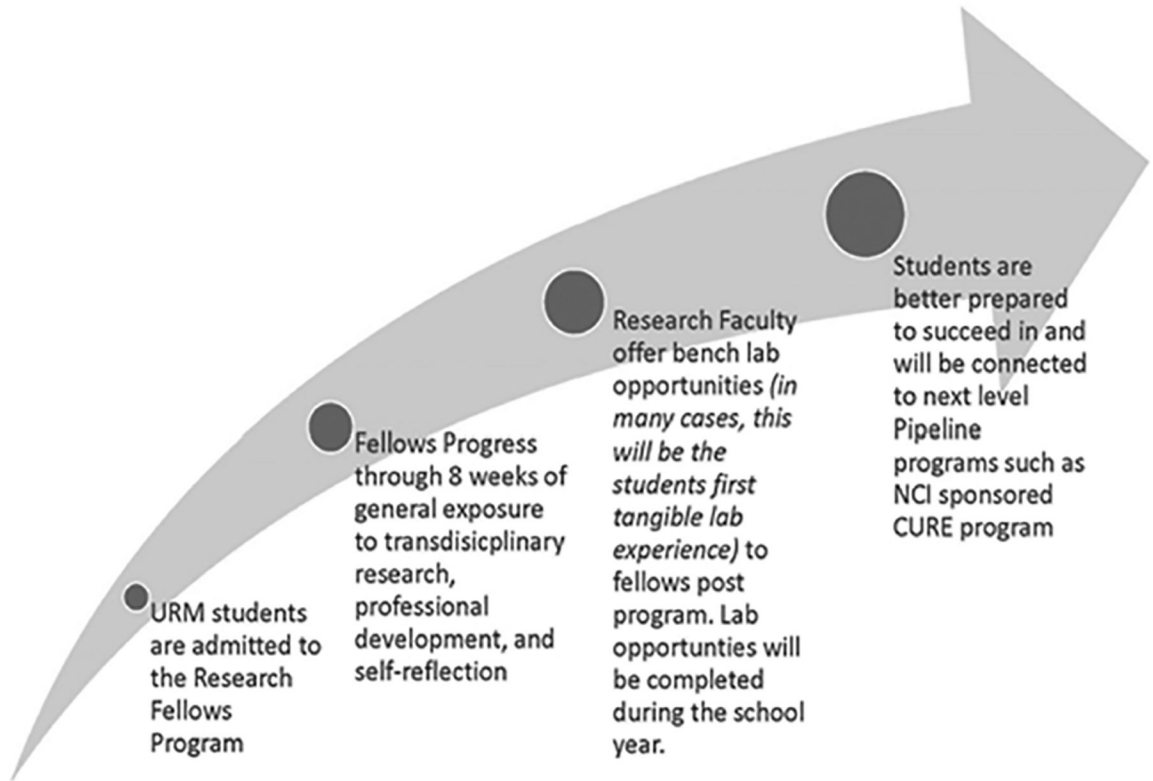 URM students
are admitted to
the Research
Fellows
Program
Fellows Progress
through 8 weeks of
general exposure
to transdisicplinary
research,
professional
development, and
self-reflection
Research Faculty
offer bench lab
opportunities (in
many cases, this
will be the
students first
tangible lab
experience) to
fellows post
program. Lab
opportunties will
be completed
during the school
year.
Students are
better prepared
to succeed in and
will be connected
to next level
Pipeline
programs such as
NCI sponsored
CURE program